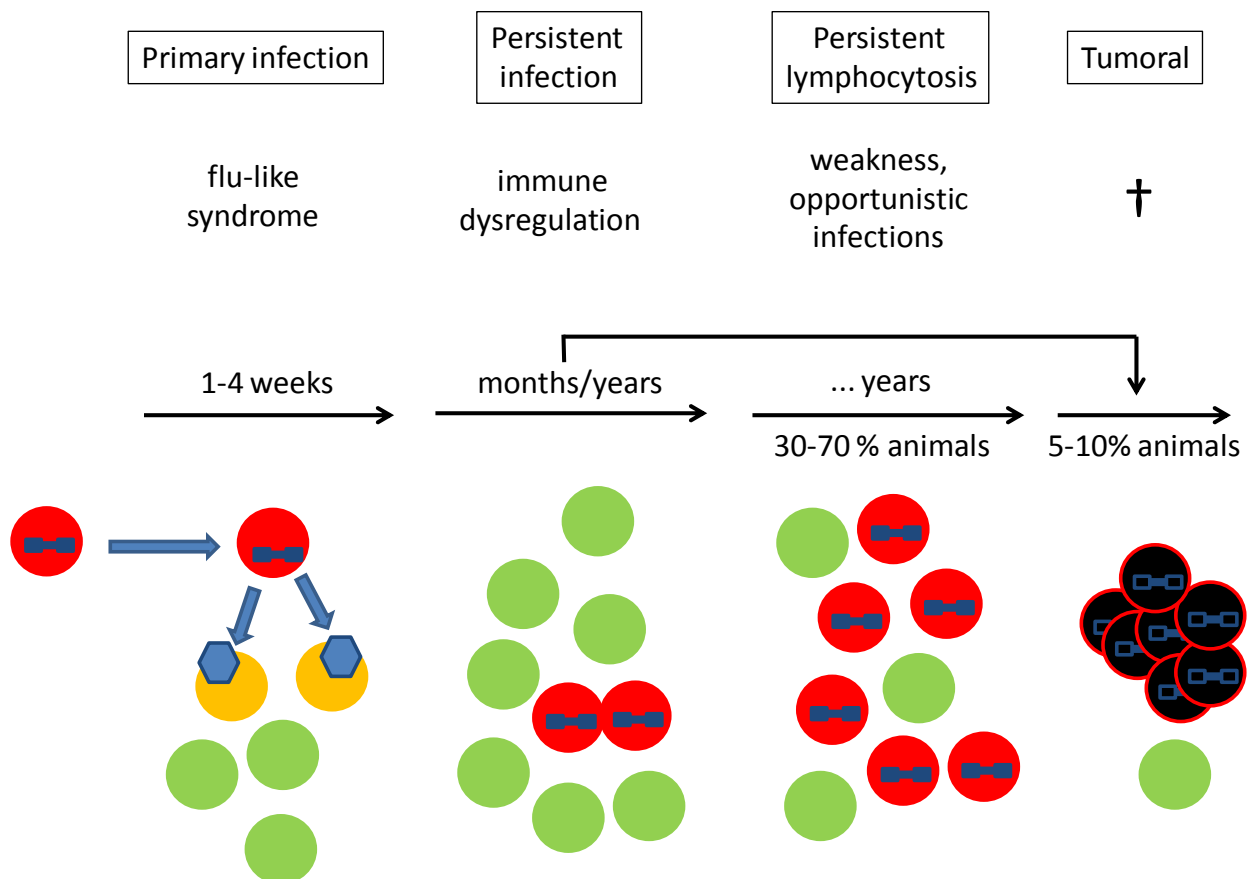 Primary infection
Persistent
infection
Persistent
lymphocytosis
Tumoral
flu-like
syndrome
immune
dysregulation
weakness,
opportunistic
infections
†
1-4 weeks
months/years
... years
30-70 % animals
5-10% animals